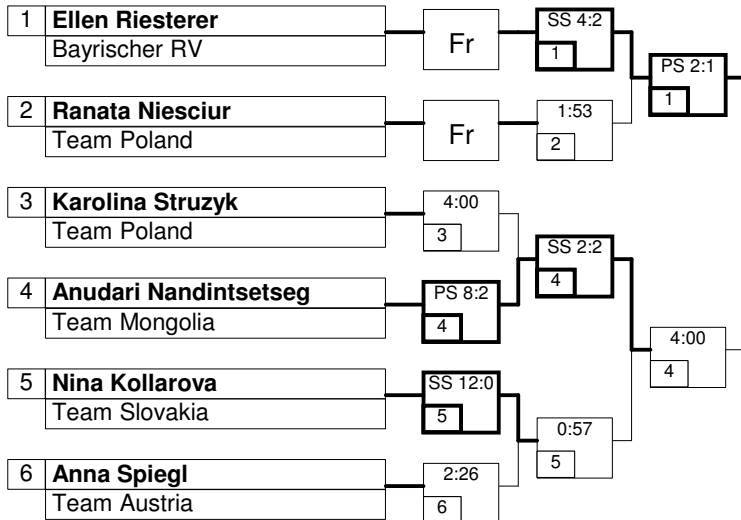 1 Ellen Riesterer
Bayrischer RV
Fr
SS 4:2
1
PS 2:1
1
2 Ranata Niesciur
Team Poland
Fr
1:53
2
3 Karolina Struzyk
Team Poland
4:00
3
SS 2:2
4
4 Anudari Nandintsetseg
Team Mongolia
PS 8:2
4
4:00
4
5 Nina Kollarova
Team Slovakia
SS 12:0
5
0:57
5
6 Anna Spiegl
Team Austria
2:26
6